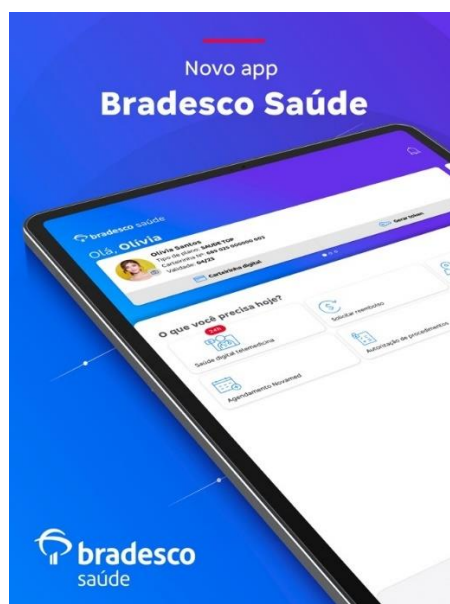 Novo app
Bradesco Saúde
bradesco saúde
Olá, Olivia
Olivia Santos
Tipo de plano: SAUDE TOP
Validade: 04/23
Carteirinha digital
Gerar token
O que você precisa hoje?
Saúde digital telemedicina
Solicitar reembolso
Agendamento Novamed
Autorização de procedimentos
bradesco
saúde